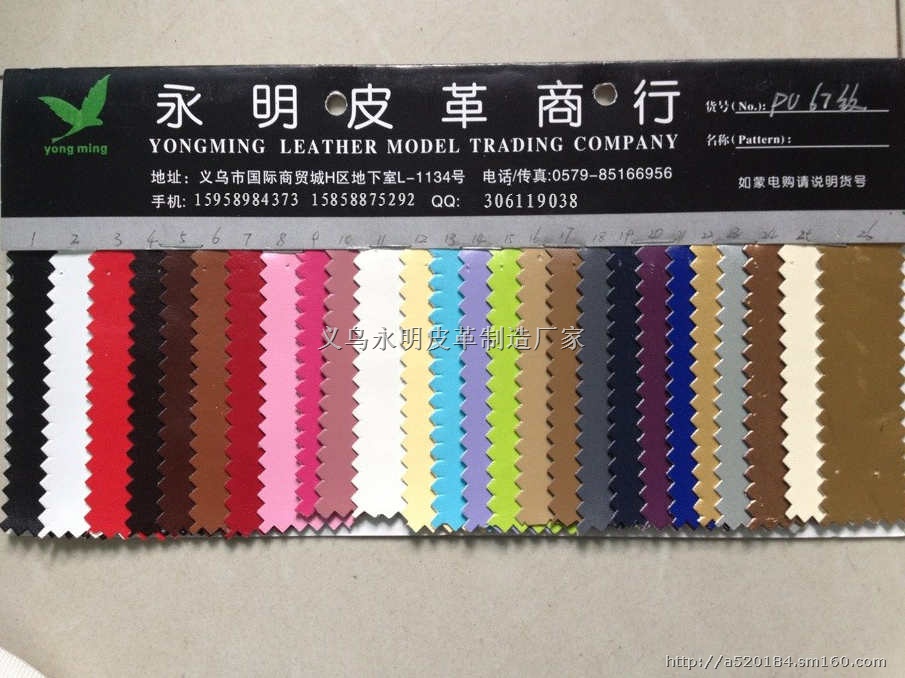 永明皮革商行
yong ming
YONGMING LEATHER MODEL TRADING COMPANY
货号(No.): PU 67丝
名称(Pattern):
地址: 义乌市国际商贸城H区地下室L-1134号 电话/传真:0579-85166956
手机: 15958984373 15858875292 QQ: 306119038
如蒙电购请说明货号
1 2 3 4 5 6 7 8 9 10 11 12 13 14 15 16 17 18 19 20 21 22 23 24 25 26
义乌永明皮革制造厂家
http://a520184.sm160.com